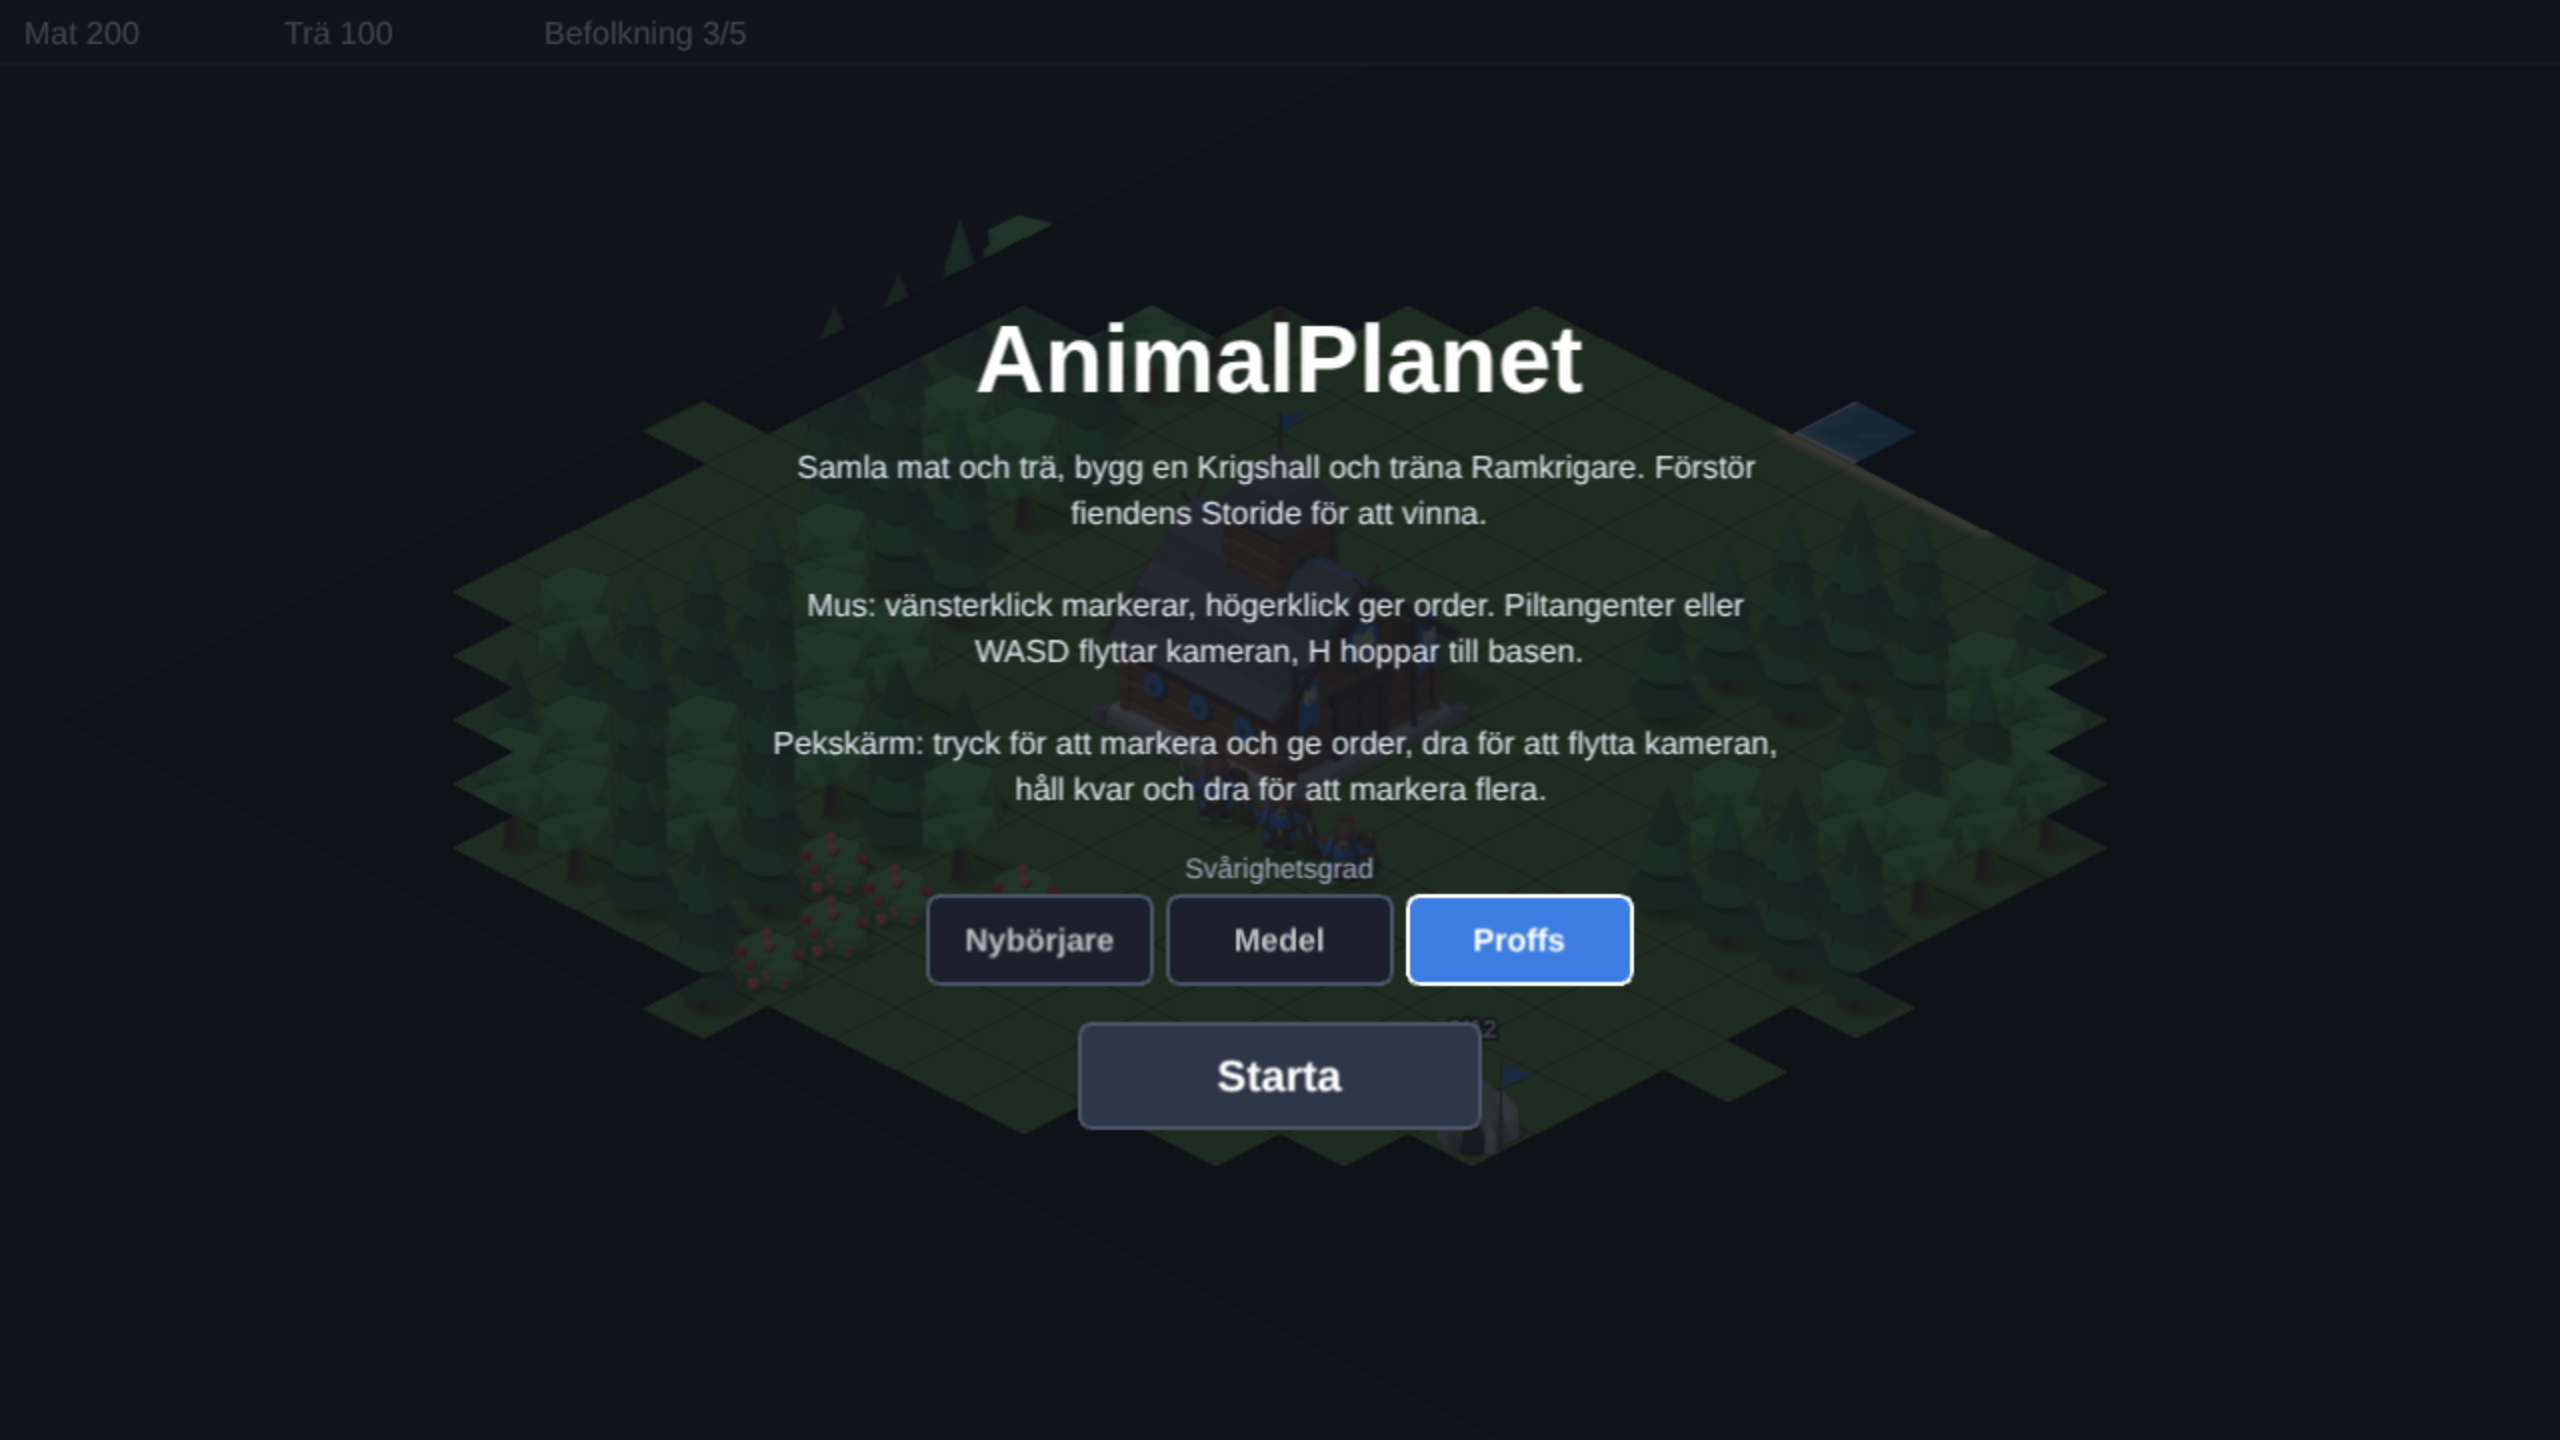 Mat 200 Trä 100 Befolkning 3/5
AnimalPlanet
Samla mat och trä, bygg en Krigshall och träna Ramkrigare. Förstör
fiendens Storide för att vinna.
Mus: vänsterklick markerar, högerklick ger order. Piltangenter eller
WASD flyttar kameran, H hoppar till basen.
Pekskärm: tryck för att markera och ge order, dra för att flytta kameran,
håll kvar och dra för att markera flera.
Svårighetsgrad
Nybörjare Medel Proffs
Starta